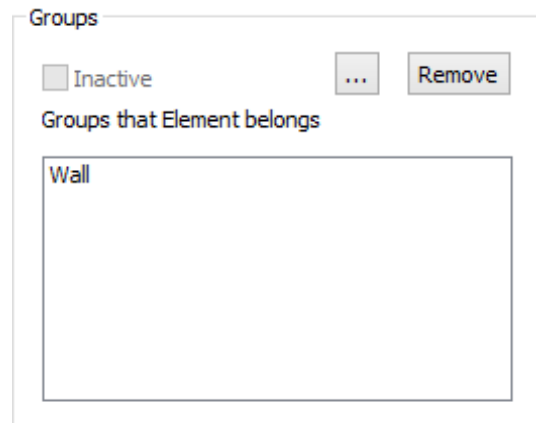 Groups
Inactive
...
Remove
Groups that Element belongs
Wall